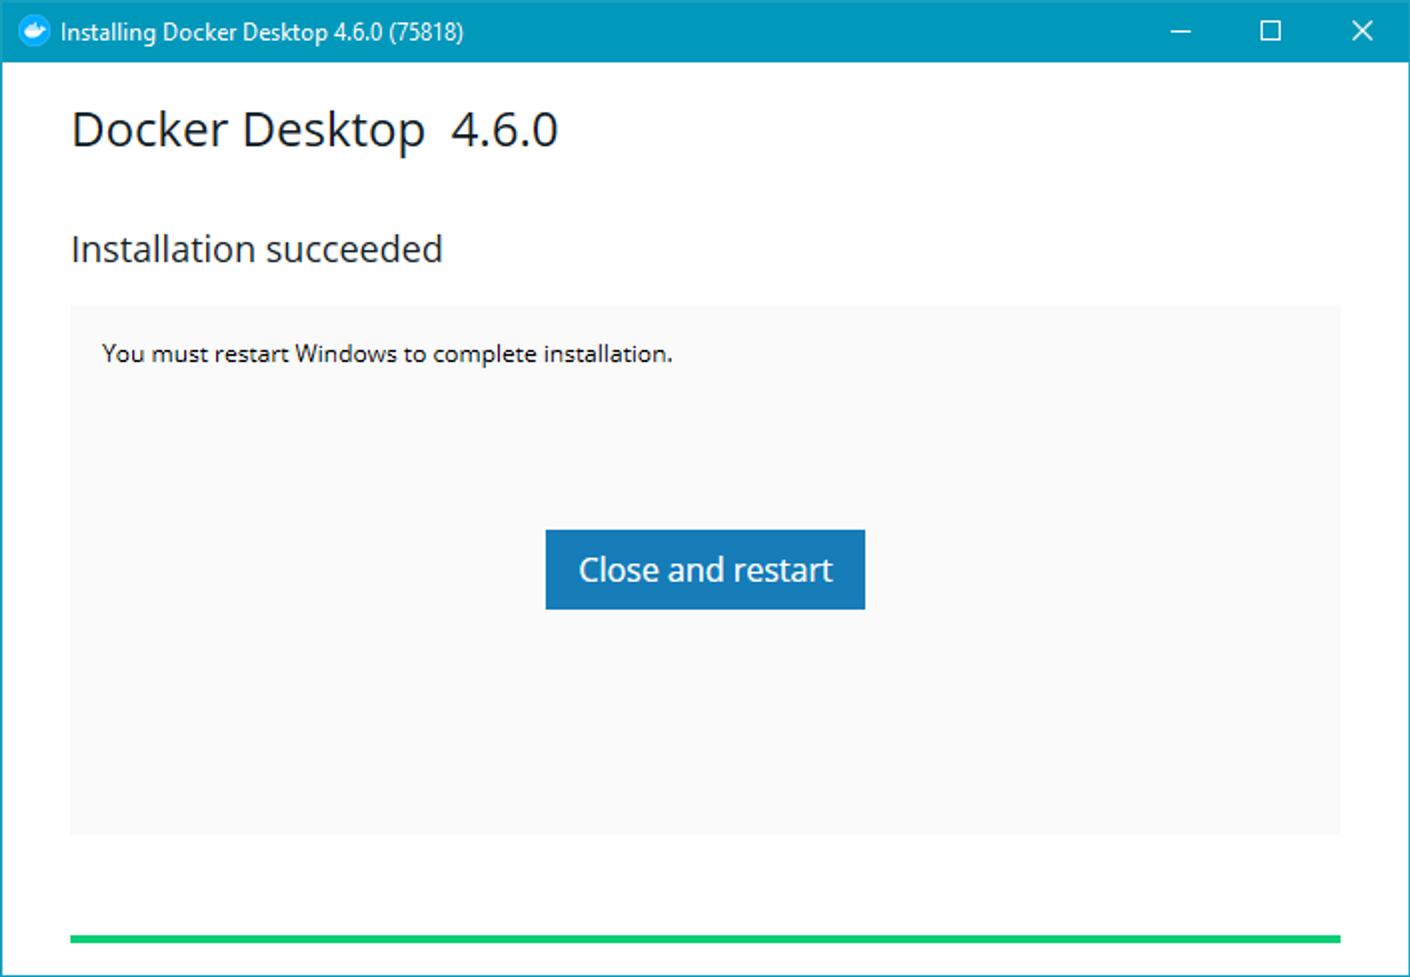 Installing Docker Desktop 4.6.0 (75818)
Docker Desktop 4.6.0
Installation succeeded
You must restart Windows to complete installation.
Close and restart